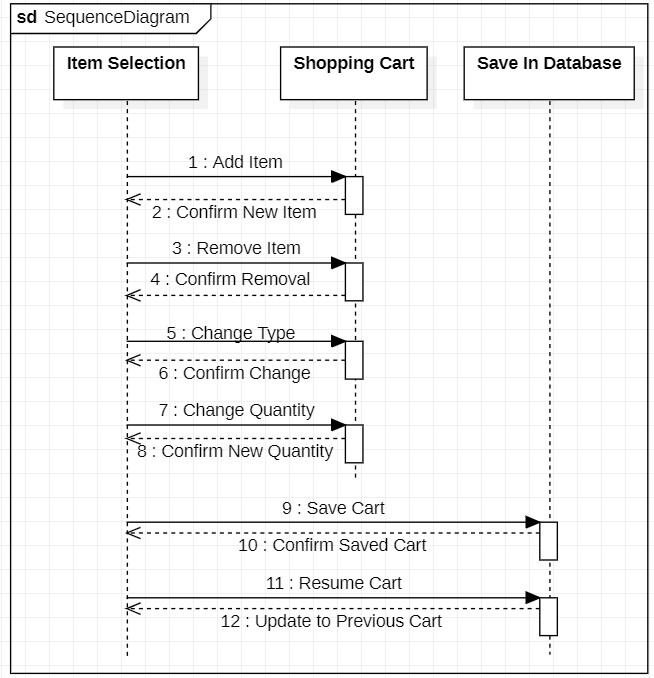 sd SequenceDiagram
Item Selection
Shopping Cart
Save In Database
1 : Add Item
2 : Confirm New Item
3 : Remove Item
4 : Confirm Removal
5 : Change Type
6 : Confirm Change
7 : Change Quantity
8 : Confirm New Quantity
9 : Save Cart
10 : Confirm Saved Cart
11 : Resume Cart
12 : Update to Previous Cart